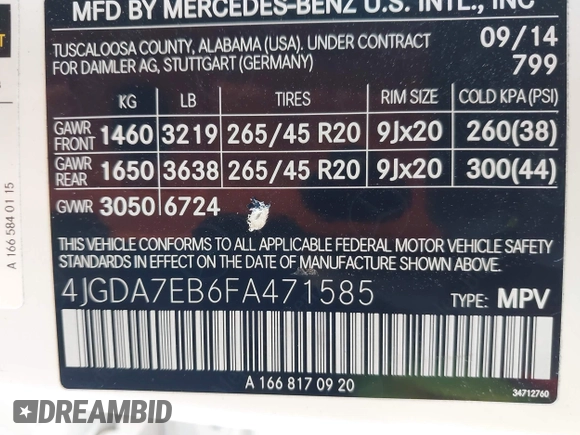 MFD BY MERCEDES-BENZ U.S. INTL., INC
TUSCALOOSA COUNTY, ALABAMA (USA). UNDER CONTRACT 09/14
FOR DAIMLER AG, STUTTGART (GERMANY) 799
KG LB TIRES RIM SIZE COLD KPA (PSI)
GAWR FRONT 1460 3219 265/45 R20 9Jx20 260(38)
GAWR REAR 1650 3638 265/45 R20 9Jx20 300(44)
GVWR 3050 6724
THIS VEHICLE CONFORMS TO ALL APPLICABLE FEDERAL MOTOR VEHICLE SAFETY
STANDARDS IN EFFECT ON THE DATE OF MANUFACTURE SHOWN ABOVE.
4JGDA7EB6FA471585 TYPE: MPV
A 166 817 09 20
34712760
A 166 584 01 15
DREAMBID